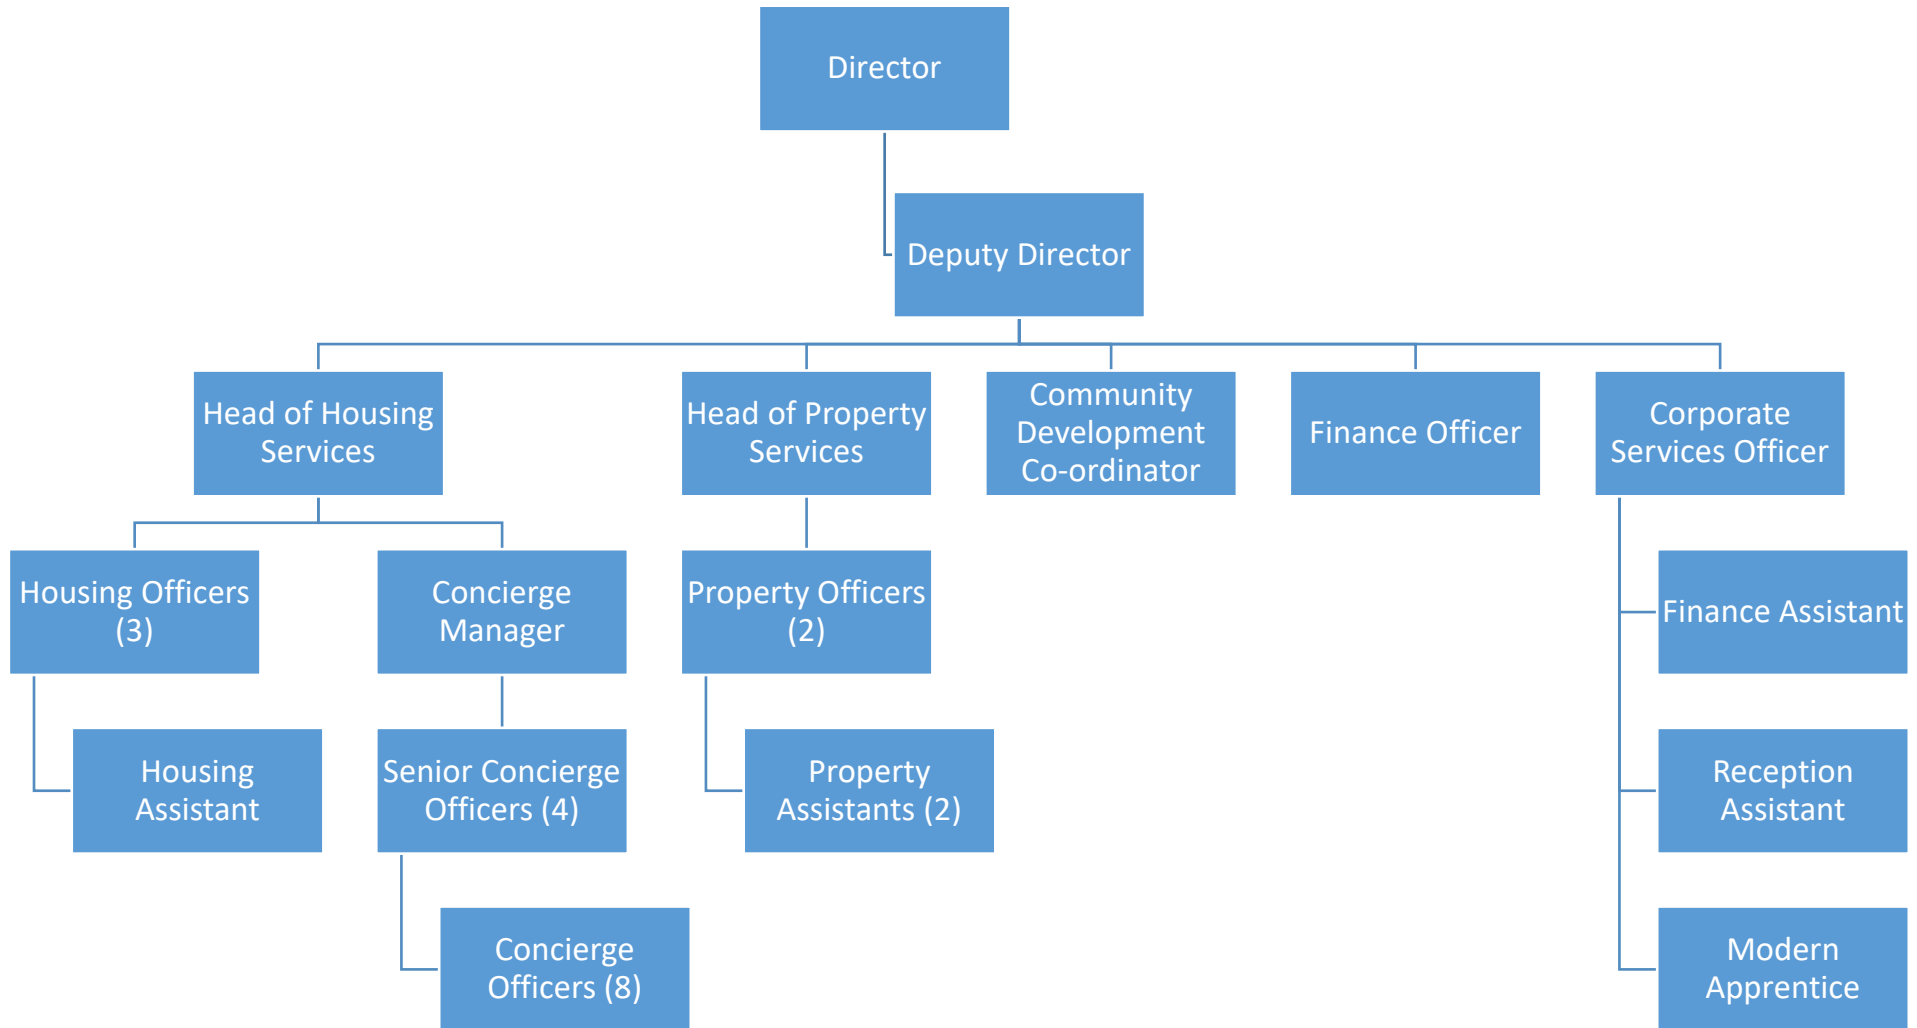 Director
Deputy Director
Head of Housing
Services
Head of Property
Services
Community
Development
Co-ordinator
Finance Officer
Corporate
Services Officer
Housing Officers
(3)
Concierge
Manager
Property Officers
(2)
Finance Assistant
Housing
Assistant
Senior Concierge
Officers (4)
Property
Assistants (2)
Reception
Assistant
Concierge
Officers (8)
Modern
Apprentice